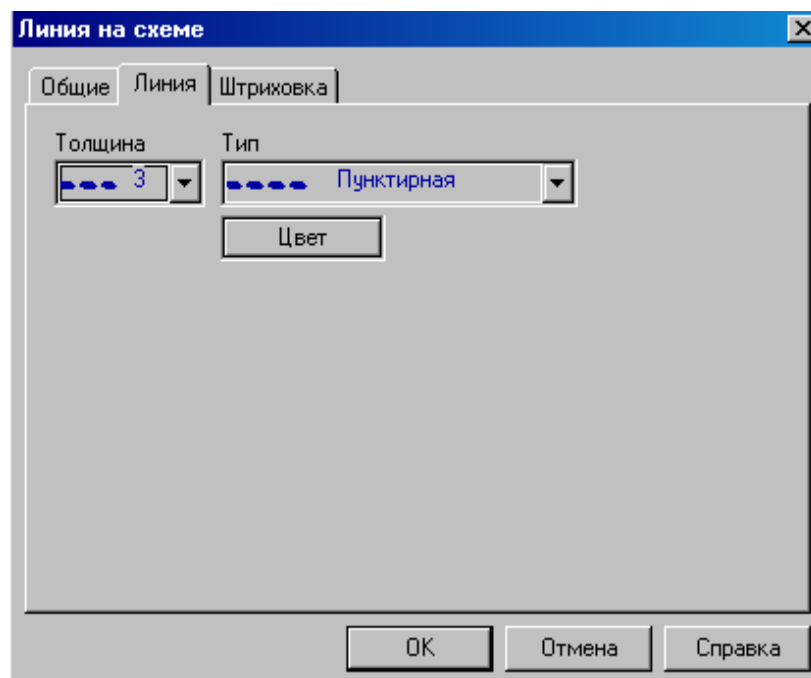 Линия на схеме
Общие Линия Штриховка
Толщина Тип
3 Пунктирная
Цвет
OK Отмена Справка